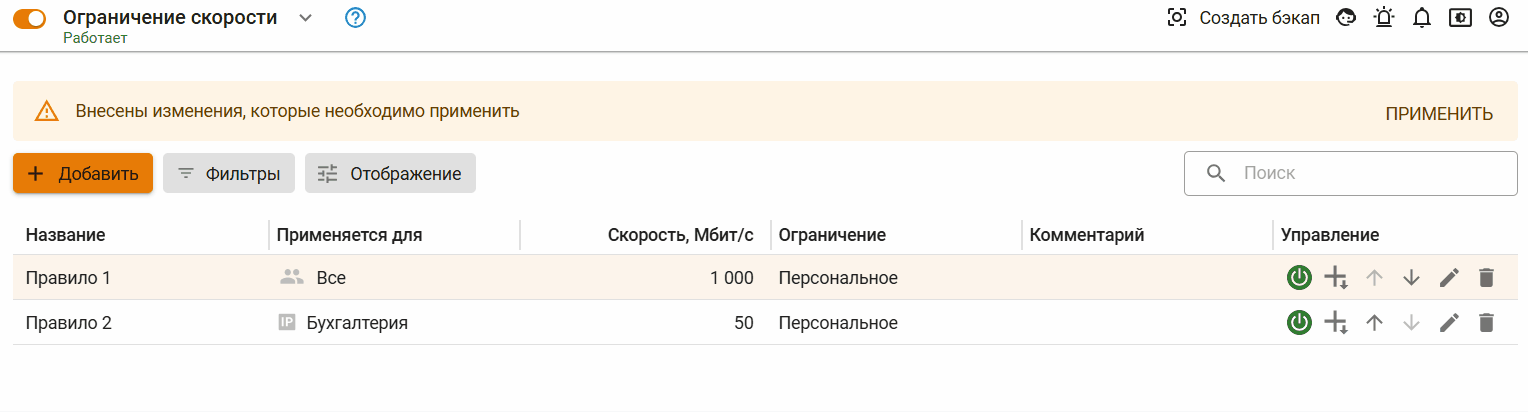 Ограничение скорости
Создать бэкап
Работает
Внесены изменения, которые необходимо применить
ПРИМЕНИТЬ
Добавить
Фильтры
Отображение
Поиск
Название Применяется для Скорость, Мбит/с Ограничение Комментарий Управление
Правило 1 Все 1 000 Персональное
Правило 2 IP Бухгалтерия 50 Персональное